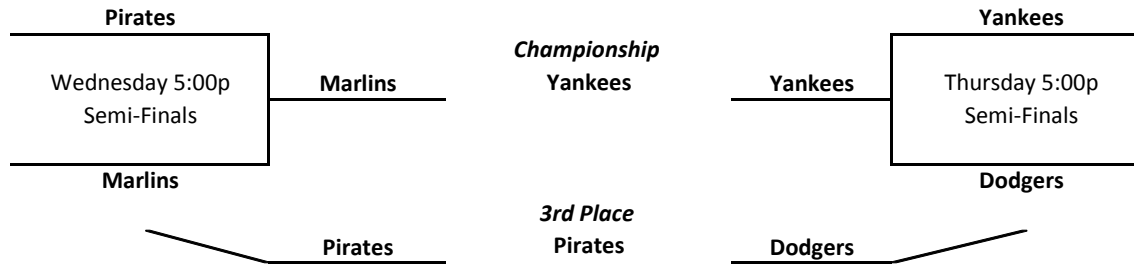 Pirates
Yankees
Championship
Wednesday 5:00p
Marlins
Yankees
Yankees
Thursday 5:00p
Semi-Finals
Semi-Finals
Marlins
Dodgers
3rd Place
Pirates
Pirates
Dodgers